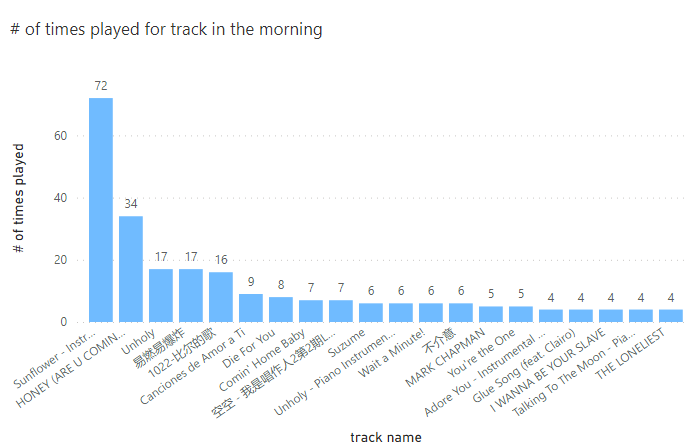 # of times played for track in the morning
# of times played
60
40
20
0
72
34
17
17
16
9
8
7
7
6
6
6
6
5
5
4
4
4
4
4
Sunflower - Instr...
HONEY (ARE U COMIN...
Unholy
易燃易爆炸
1022-比尔的歌
Canciones de Amor a Ti
Die For You
Comin' Home Baby
空空 - 我是唱作人2第2期L...
Suzume
Unholy - Piano Instrumen...
Wait a Minute!
不介意
MARK CHAPMAN
You're the One
Adore You - Instrumental ...
Glue Song (feat. Clairo)
I WANNA BE YOUR SLAVE
Talking To The Moon - Pia...
THE LONELIEST
track name